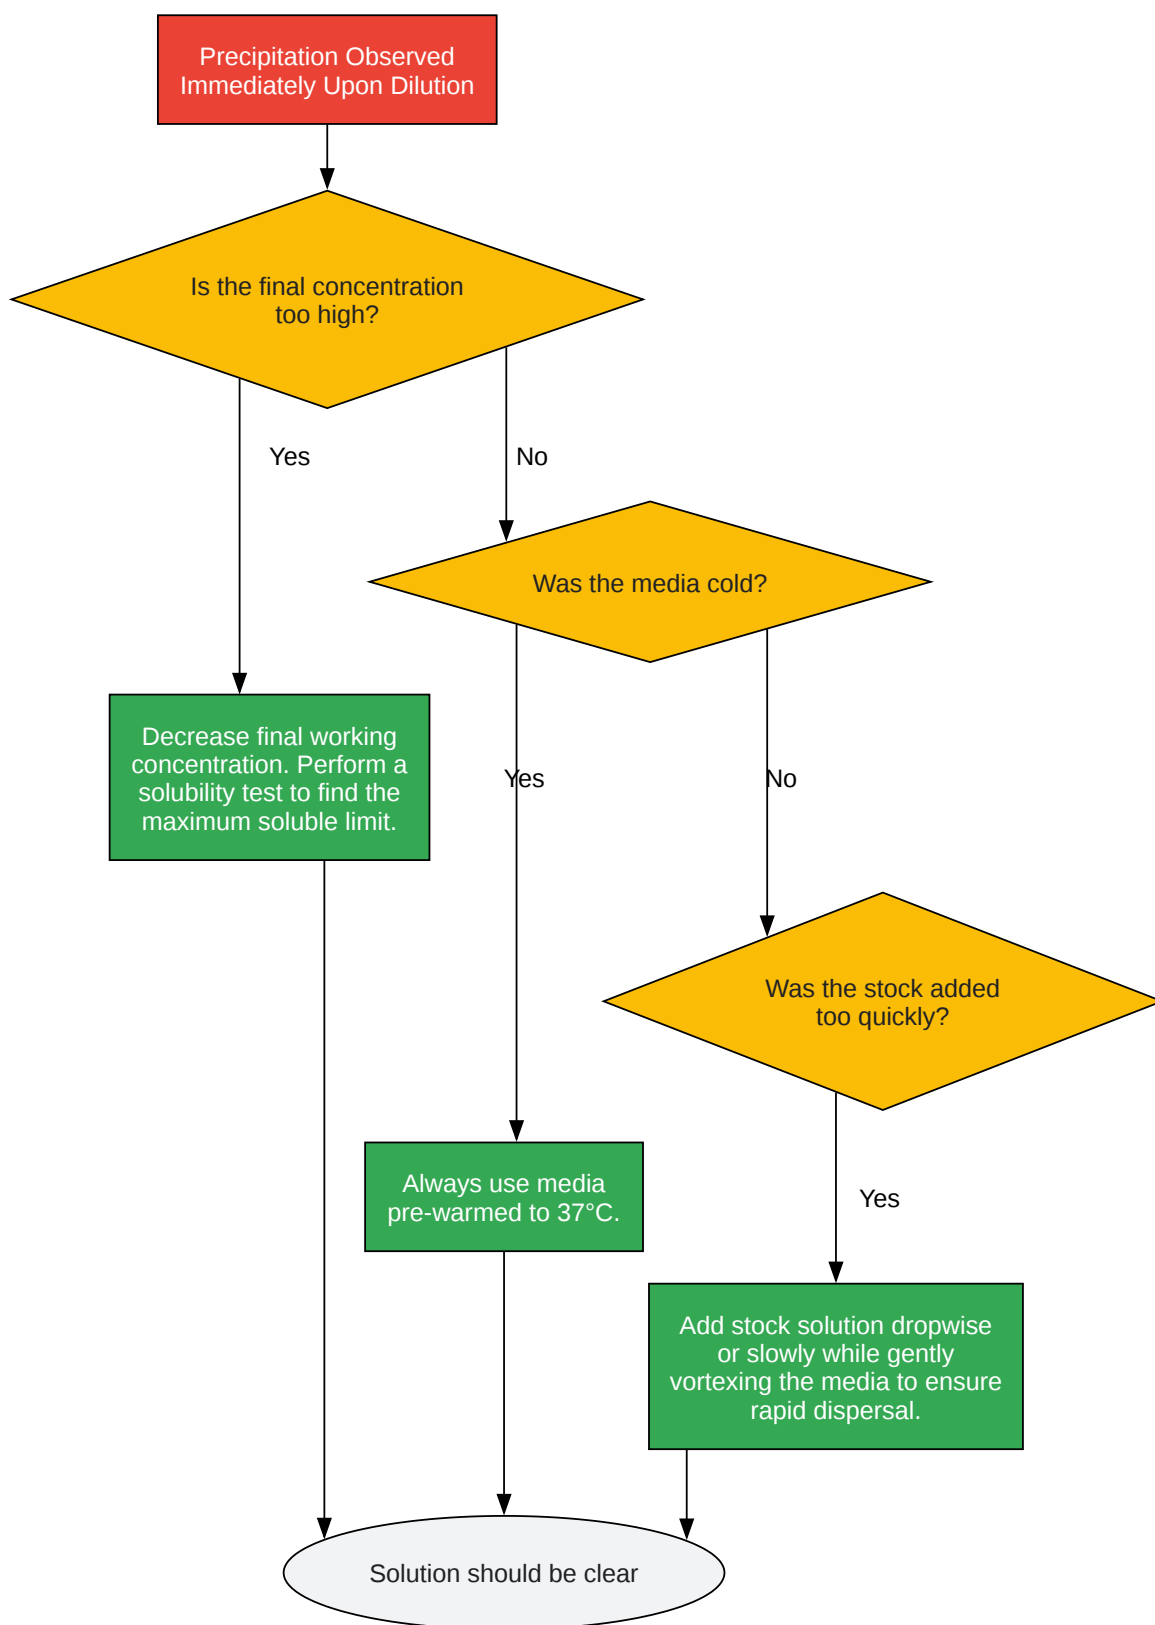 Precipitation Observed
Immediately Upon Dilution
Is the final concentration
too high?
Yes
No
Was the media cold?
Decrease final working
concentration. Perform a
solubility test to find the
maximum soluble limit.
Yes
No
Was the stock added
too quickly?
Always use media
pre-warmed to 37°C.
Yes
Add stock solution dropwise
or slowly while gently
vortexing the media to ensure
rapid dispersal.
Solution should be clear